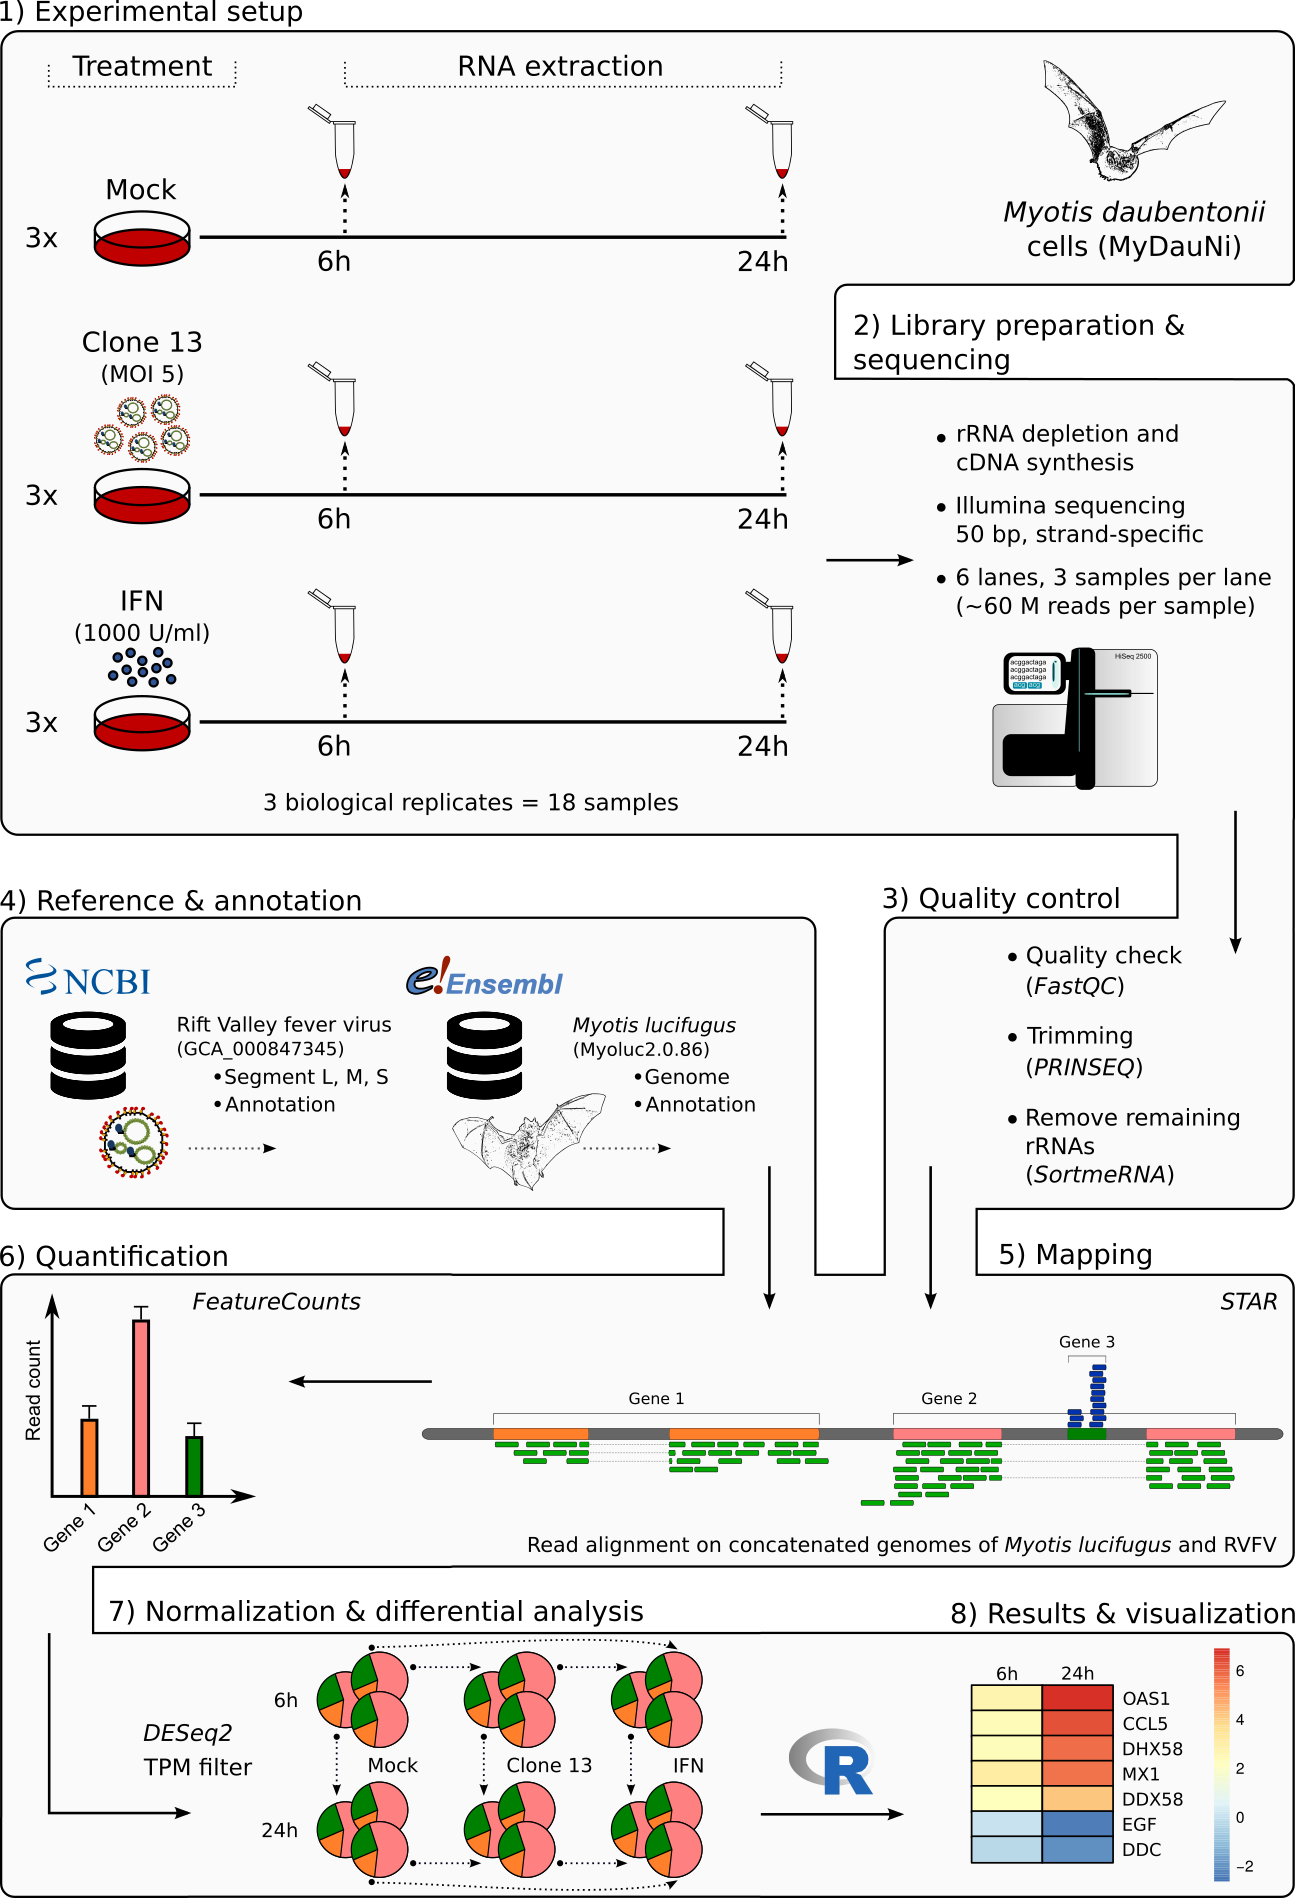 1) Experimental setup
Treatment
RNA extraction
Mock
3x
6h
24h
Myotis daubentonii
cells (MyDauNi)
Clone 13
(MOI 5)
3x
6h
24h
IFN
(1000 U/ml)
3x
6h
24h
3 biological replicates = 18 samples
2) Library preparation &
sequencing
• rRNA depletion and
cDNA synthesis
• Illumina sequencing
50 bp, strand-specific
• 6 lanes, 3 samples per lane
(~60 M reads per sample)
HiSeq 2500
acggactaga
acggactaga
acggactaga
3) Quality control
• Quality check
(FastQC)
• Trimming
(PRINSEQ)
• Remove remaining
rRNAs
(SortmeRNA)
4) Reference & annotation
NCBI
Rift Valley fever virus
(GCA_000847345)
•Segment L, M, S
•Annotation
e!Ensembl
Myotis lucifugus
(Myoluc2.0.86)
•Genome
•Annotation
5) Mapping
STAR
Gene 1
Gene 2
Gene 3
Read alignment on concatenated genomes of Myotis lucifugus and RVFV
6) Quantification
FeatureCounts
Read count
Gene 1
Gene 2
Gene 3
7) Normalization & differential analysis
DESeq2
TPM filter
6h
Mock
Clone 13
IFN
24h
R
8) Results & visualization
6h
24h
OAS1
CCL5
DHX58
MX1
DDX58
EGF
DDC
6
4
2
0
−2